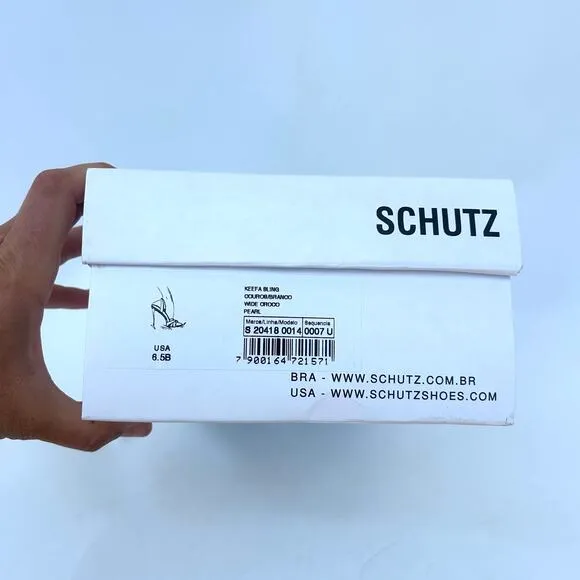 SCHUTZ
KEEFA BLING
OOUROB/BRANCO
WIDE CROCO
PEARL
Marca/Linha/Modelo Sequencia
S 20418 0014 0007 U
7 900164 721571
USA
6.5B
BRA - WWW.SCHUTZ.COM.BR
USA - WWW.SCHUTZSHOES.COM